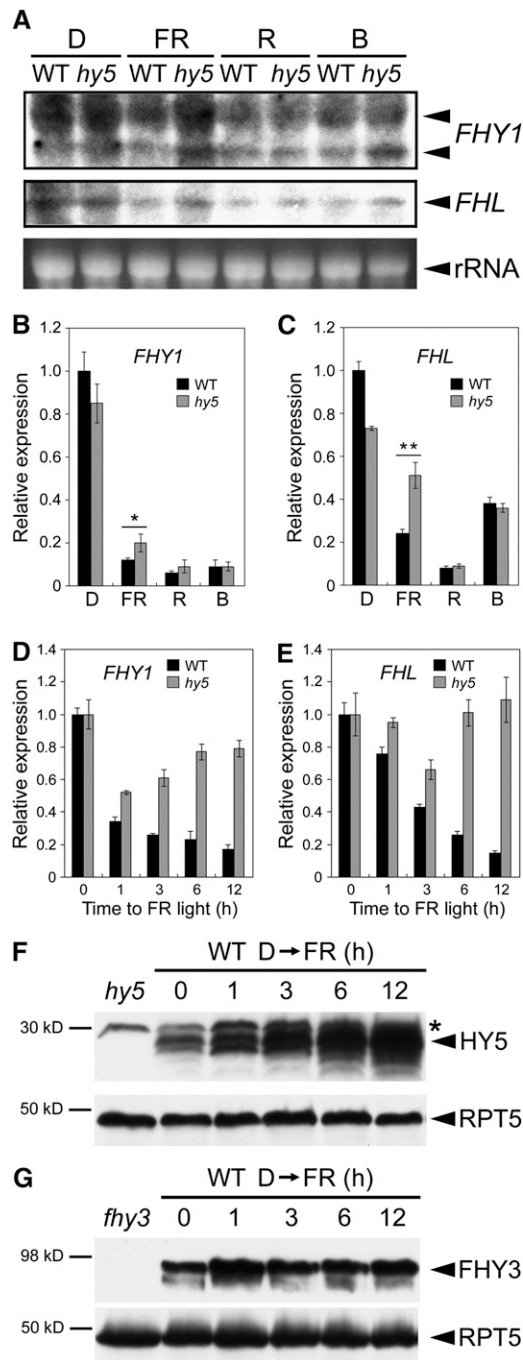 A
D FR R B
WT hy5 WT hy5 WT hy5 WT hy5
FHY1
FHL
rRNA
B
FHY1
WT
hy5
Relative expression
1.2
1.0
0.8
0.6
0.4
0.2
0
*
D FR R B
C
FHL
WT
hy5
Relative expression
1.2
1.0
0.8
0.6
0.4
0.2
0
**
D FR R B
D
FHY1
WT
hy5
Relative expression
1.4
1.2
1.0
0.8
0.6
0.4
0.2
0
0 1 3 6 12
Time to FR light (h)
E
FHL
WT
hy5
Relative expression
1.4
1.2
1.0
0.8
0.6
0.4
0.2
0
0 1 3 6 12
Time to FR light (h)
F
WT D→FR (h)
hy5 0 1 3 6 12
30 kD
*
HY5
50 kD
RPT5
G
WT D→FR (h)
fhy3 0 1 3 6 12
98 kD
FHY3
50 kD
RPT5